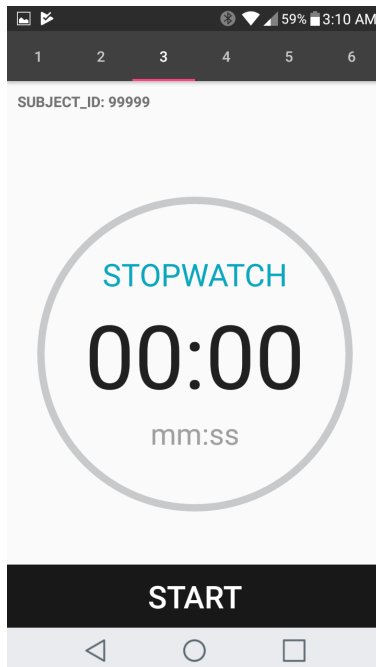 59% 3:10 AM
1 2 3 4 5 6
SUBJECT_ID: 99999
STOPWATCH
00:00
mm:ss
START